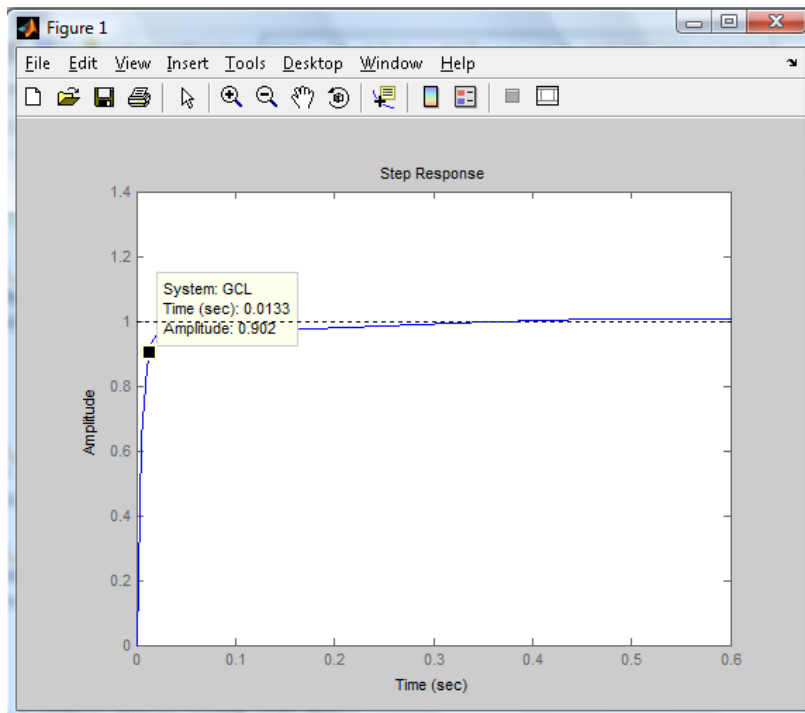 Figure 1
File Edit View Insert Tools Desktop Window Help
Step Response
1.4
1.2
1
0.8
0.6
0.4
0.2
0
System: GCL
Time (sec): 0.0133
Amplitude: 0.902
Amplitude
0 0.1 0.2 0.3 0.4 0.5 0.6
Time (sec)